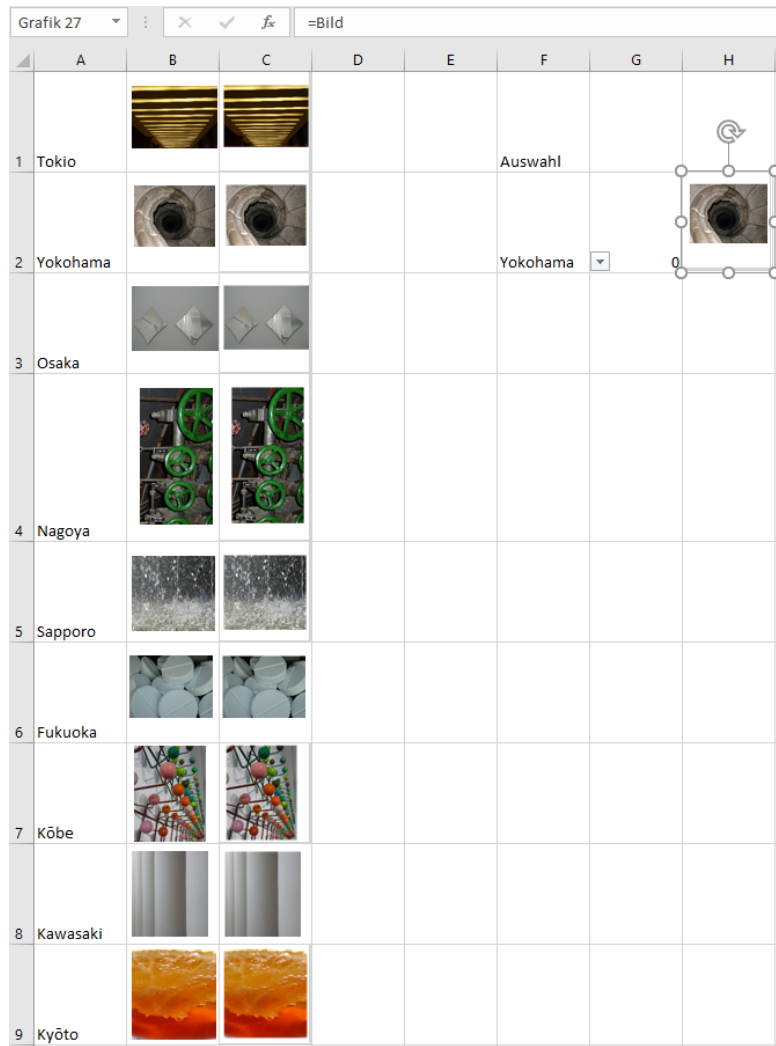 Grafik 27 fx =Bild
A B C D E F G H
1 Tokio Auswahl
2 Yokohama Yokohama 0
3 Osaka
4 Nagoya
5 Sapporo
6 Fukuoka
7 Kōbe
8 Kawasaki
9 Kyōto